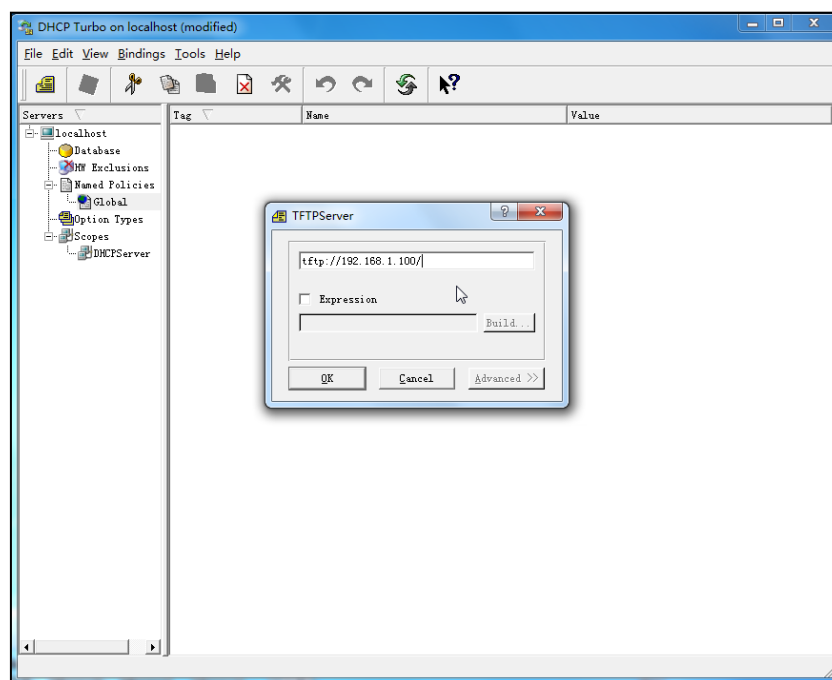 DHCP Turbo on localhost (modified)
File Edit View Bindings Tools Help
Servers Tag Name Value
localhost
Database
HW Exclusions
Named Policies
Global
Option Types
Scopes
DHCPServer
TFTPServer
tftp://192.168.1.100/
Expression
Build...
OK Cancel Advanced >>